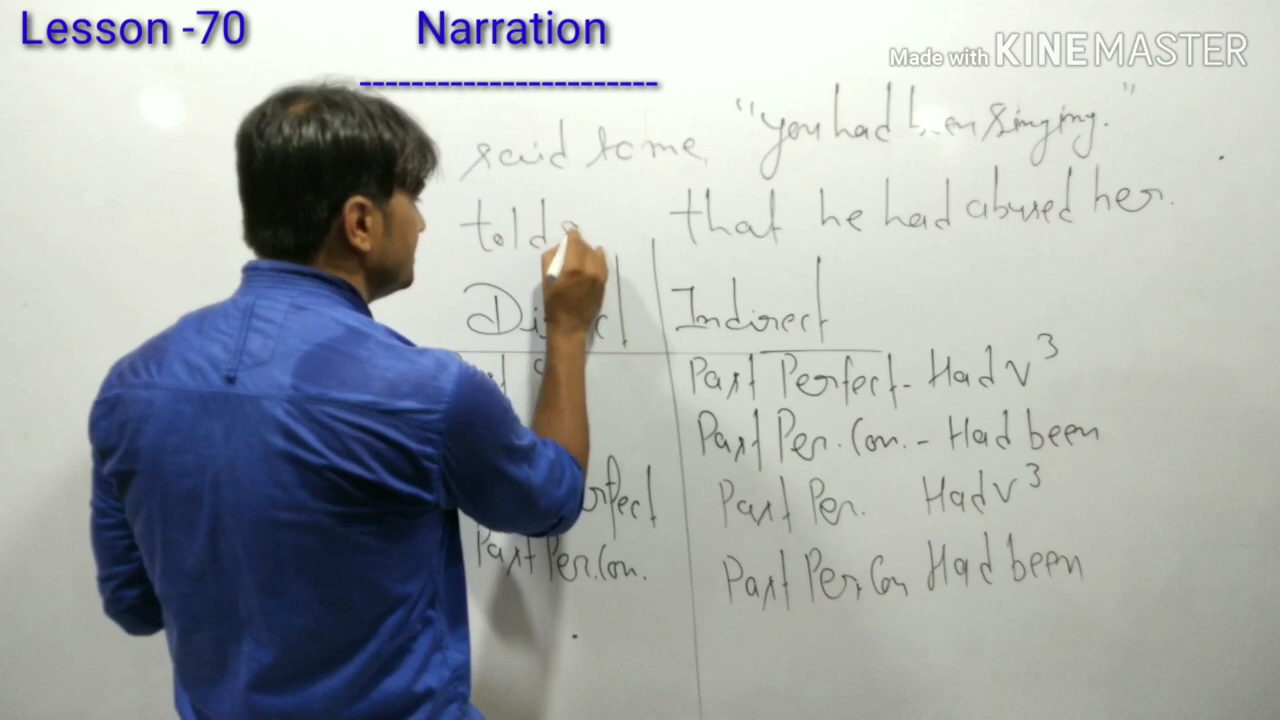 Lesson -70 Narration
Made with KINEMASTER
said to me, "you had been singing."
told that he had abused her.
Indirect
Past Perfect - Had V3
Past Per. Con. - Had been
Past Per. Had V3
Past Per. Con. Past Per Con Had been